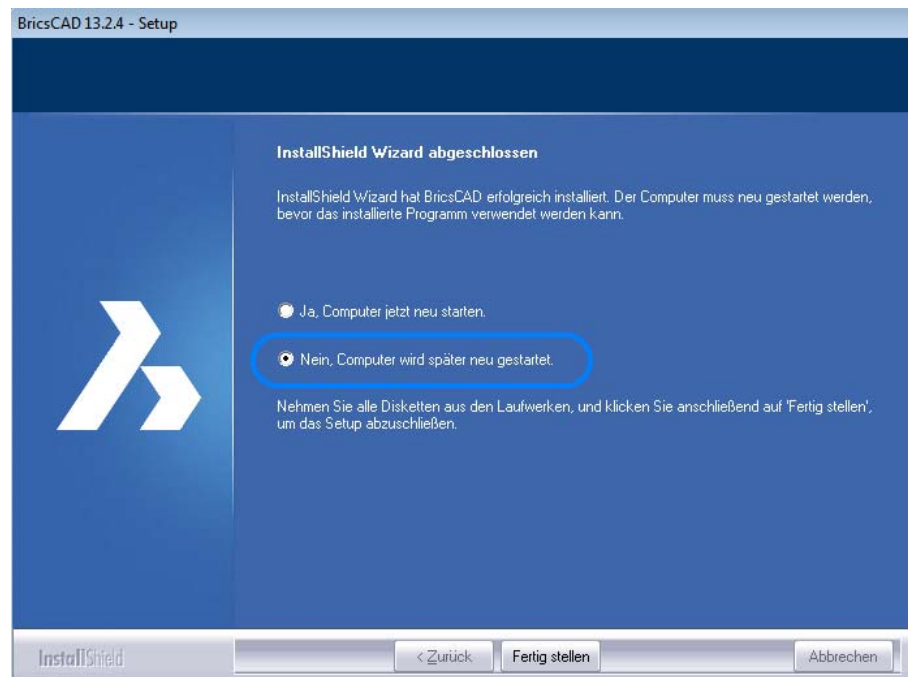 BricsCAD 13.2.4 - Setup
InstallShield Wizard abgeschlossen
InstallShield Wizard hat BricsCAD erfolgreich installiert. Der Computer muss neu gestartet werden,
bevor das installierte Programm verwendet werden kann.
Ja, Computer jetzt neu starten.
Nein, Computer wird später neu gestartet.
Nehmen Sie alle Disketten aus den Laufwerken, und klicken Sie anschließend auf 'Fertig stellen',
um das Setup abzuschließen.
InstallShield
< Zurück
Fertig stellen
Abbrechen